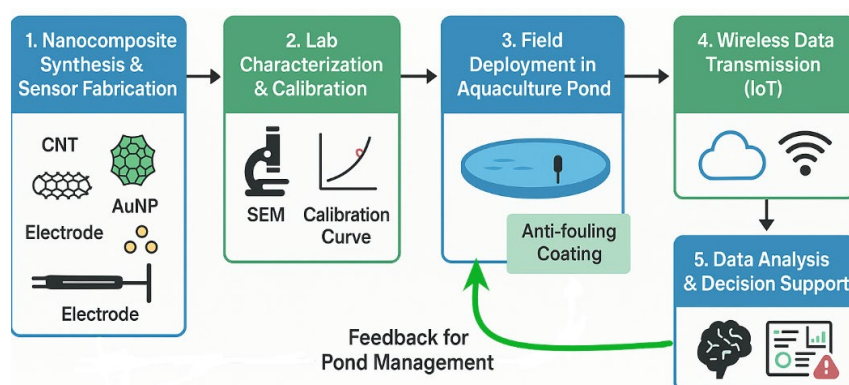 1. Nanocomposite
Synthesis &
Sensor Fabrication
CNT
AuNP
Electrode
Electrode
2. Lab
Characterization
& Calibration
SEM
Calibration
Curve
3. Field
Deployment in
Aquaculture Pond
Anti-fouling
Coating
4. Wireless Data
Transmission
(IoT)
5. Data Analysis
& Decision Support
Feedback for
Pond Management